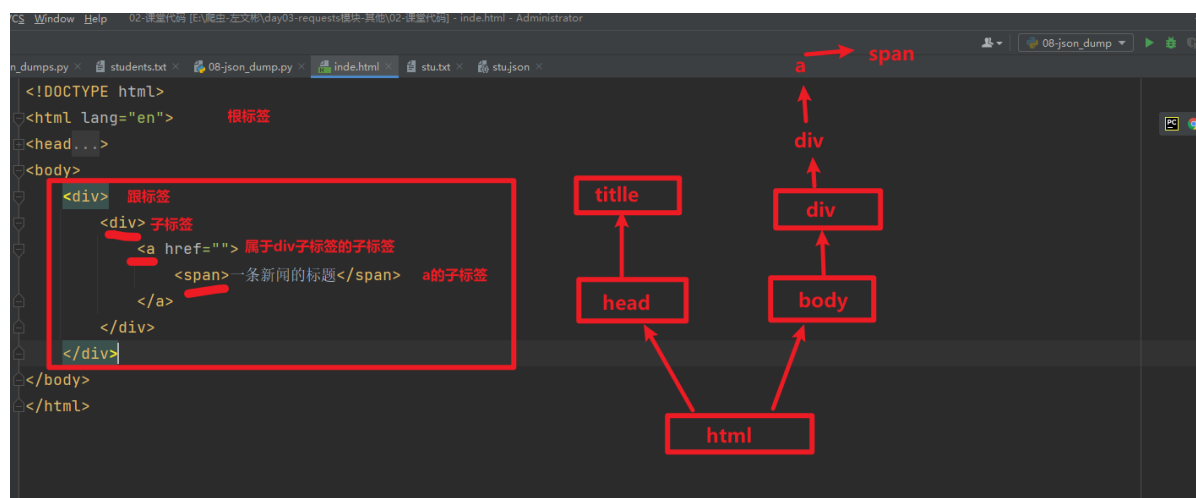 VCS Window Help 02-课堂代码 [E:\爬虫-左文彬\day03-requests模块-其他\02-课堂代码] - inde.html - Administrator
08-json_dump
n_dumps.py students.txt 08-json_dump.py inde.html stu.txt stu.json
a span
<!DOCTYPE html>
<html lang="en"> 根标签
<head...>
div
<body>
<div> 跟标签 titlle div
<div> 子标签
<a href=""> 属于div子标签的子标签
<span>一条新闻的标题</span> a的子标签
</a> head body
</div>
</div>
</body>
</html>
html